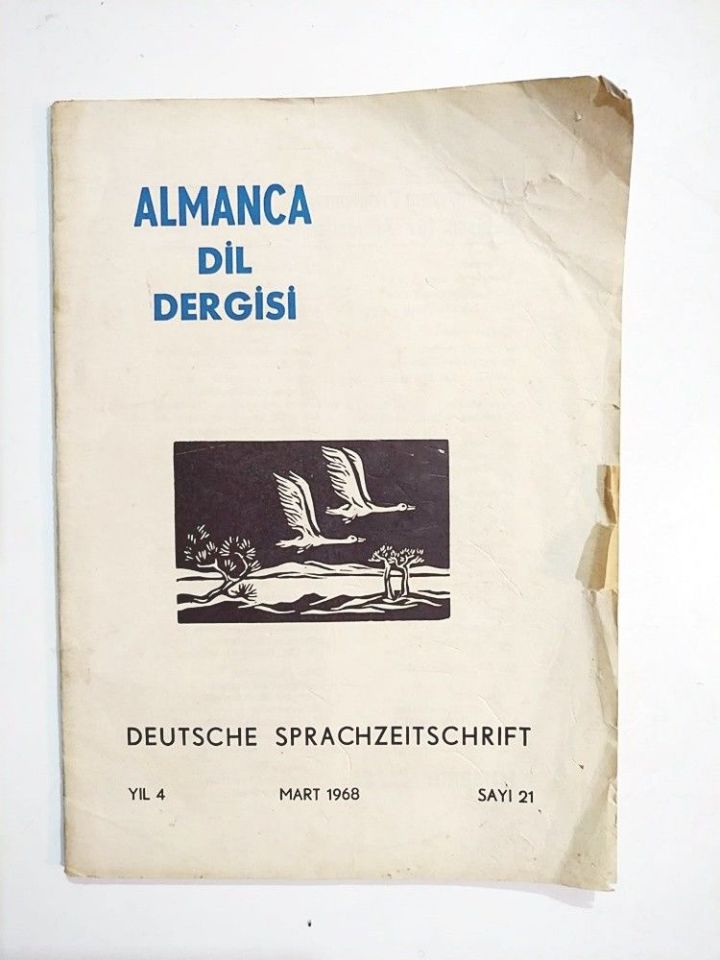 ALMANCA
DİL
DERGİSİ
DEUTSCHE SPRACHZEITSCHRIFT
YIL 4 MART 1968 SAYI 21